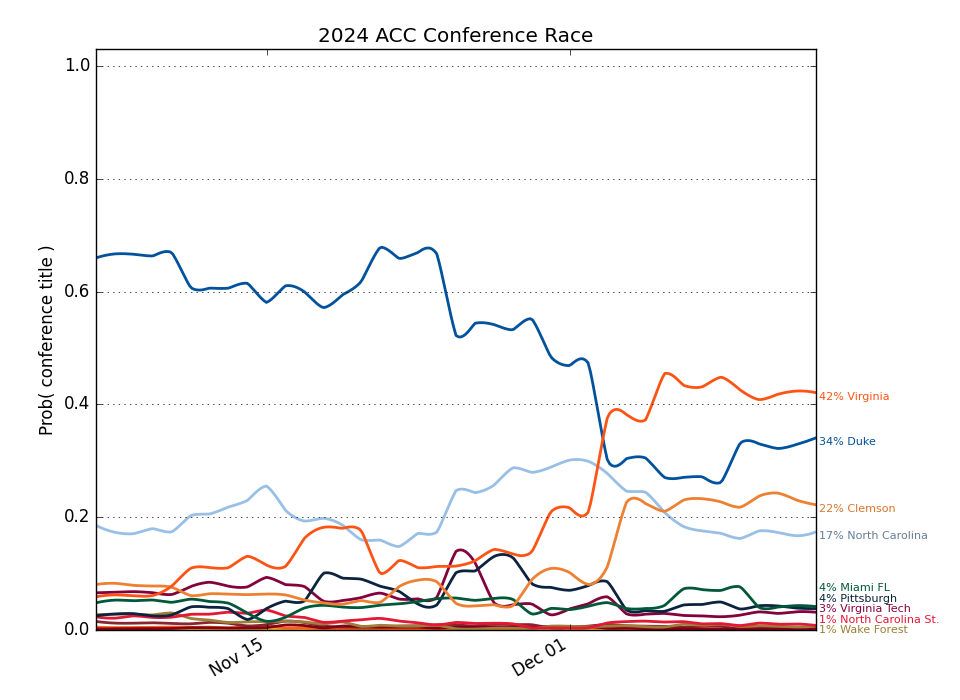 2024 ACC Conference Race
Prob( conference title )
1.0
0.8
0.6
0.4
0.2
0.0
Nov 15
Dec 01
42% Virginia
34% Duke
22% Clemson
17% North Carolina
4% Miami FL
4% Pittsburgh
3% Virginia Tech
1% North Carolina St.
1% Wake Forest